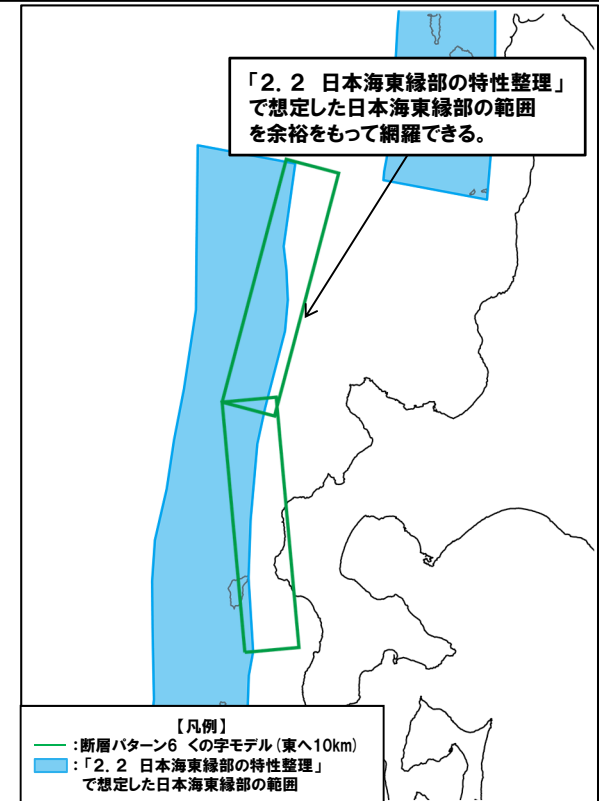 「2.2 日本海東縁部の特性整理」
で想定した日本海東縁部の範囲
を余裕をもって網羅できる。
【凡例】
:断層パターン6 くの字モデル(東へ10km)
:「2.2 日本海東縁部の特性整理」
で想定した日本海東縁部の範囲